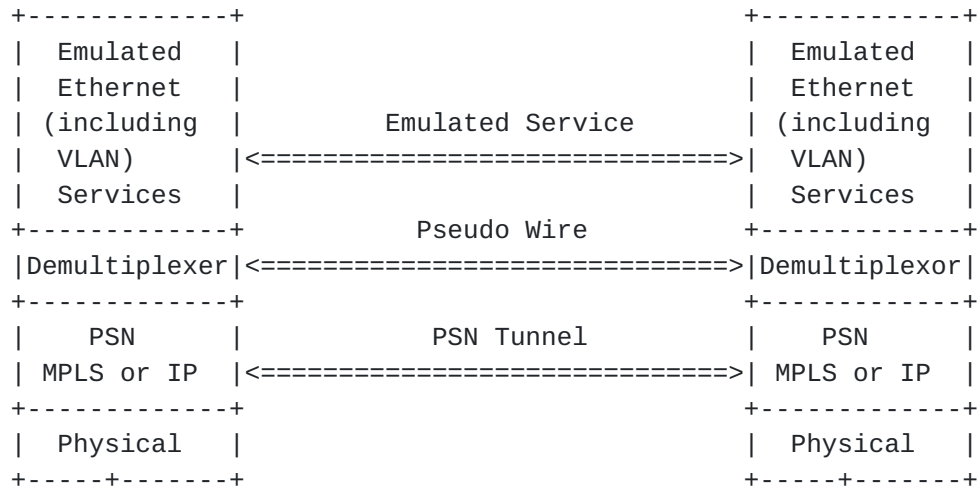 +-------------+                                +-------------+
|  Emulated   |                                |  Emulated   |
|  Ethernet   |                                |  Ethernet   |
| (including  |         Emulated Service       | (including  |
|  VLAN)      |<==============================>|  VLAN)      |
|  Services   |                                |  Services   |
+-------------+           Pseudo Wire          +-------------+
|Demultiplexer|<==============================>|Demultiplexor|
+-------------+                                +-------------+
|    PSN      |            PSN Tunnel          |    PSN      |
| MPLS or IP  |<==============================>| MPLS or IP  |
+-------------+                                +-------------+
|  Physical   |                                |  Physical   |
+-----+-------+                                +-----+-------+